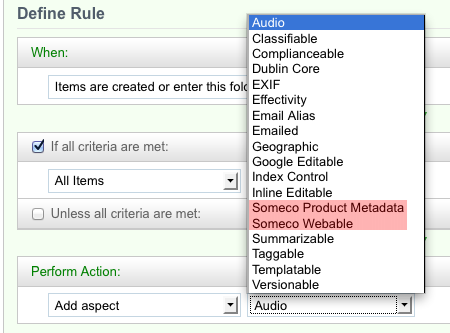 Define Rule
When:
Items are created or enter this fol
If all criteria are met:
All Items
Unless all criteria are met:
Perform Action:
Add aspect
Audio
Audio
Classifiable
Complianceable
Dublin Core
EXIF
Effectivity
Email Alias
Emailed
Geographic
Google Editable
Index Control
Inline Editable
Someco Product Metadata
Someco Webable
Summarizable
Taggable
Templatable
Versionable